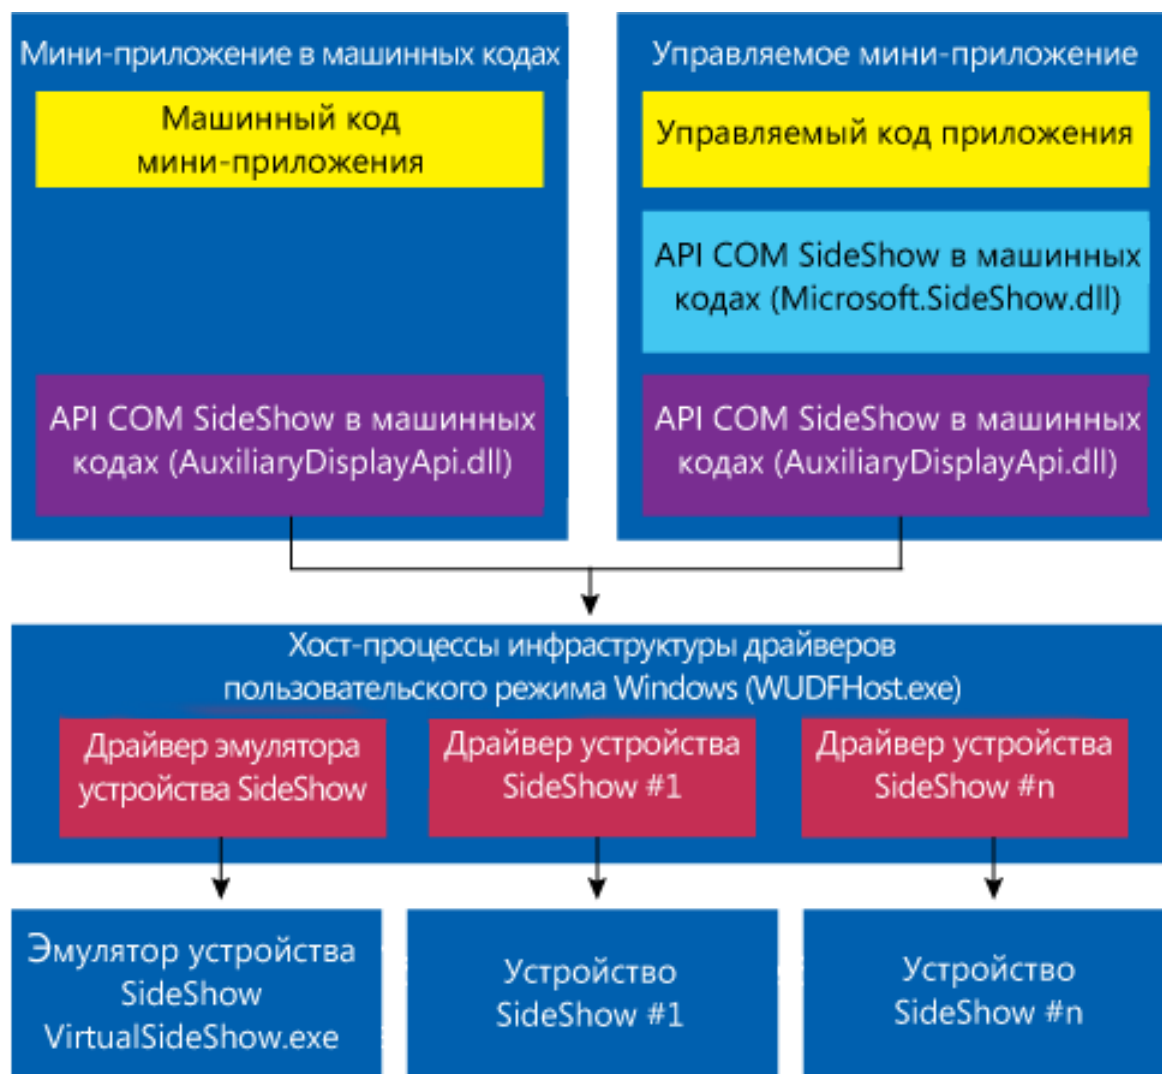 Мини-приложение в машинных кодах
Машинный код
мини-приложения
API COM SideShow в машинных
кодах (AuxiliaryDisplayApi.dll)
Управляемое мини-приложение
Управляемый код приложения
API COM SideShow в машинных
кодах (Microsoft.SideShow.dll)
API COM SideShow в машинных
кодах (AuxiliaryDisplayApi.dll)
Хост-процессы инфраструктуры драйверов
пользовательского режима Windows (WUDFHost.exe)
Драйвер эмулятора
устройства SideShow
Драйвер устройства
SideShow #1
Драйвер устройства
SideShow #n
Эмулятор устройства
SideShow
VirtualSideShow.exe
Устройство
SideShow #1
Устройство
SideShow #n